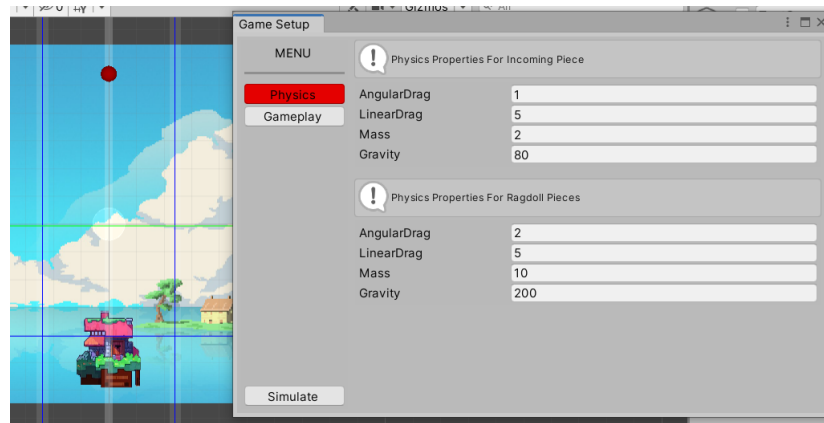 0
Gizmos
All
Game Setup
MENU
Physics
Gameplay
Simulate
! Physics Properties For Incoming Piece
AngularDrag 1
LinearDrag 5
Mass 2
Gravity 80
! Physics Properties For Ragdoll Pieces
AngularDrag 2
LinearDrag 5
Mass 10
Gravity 200